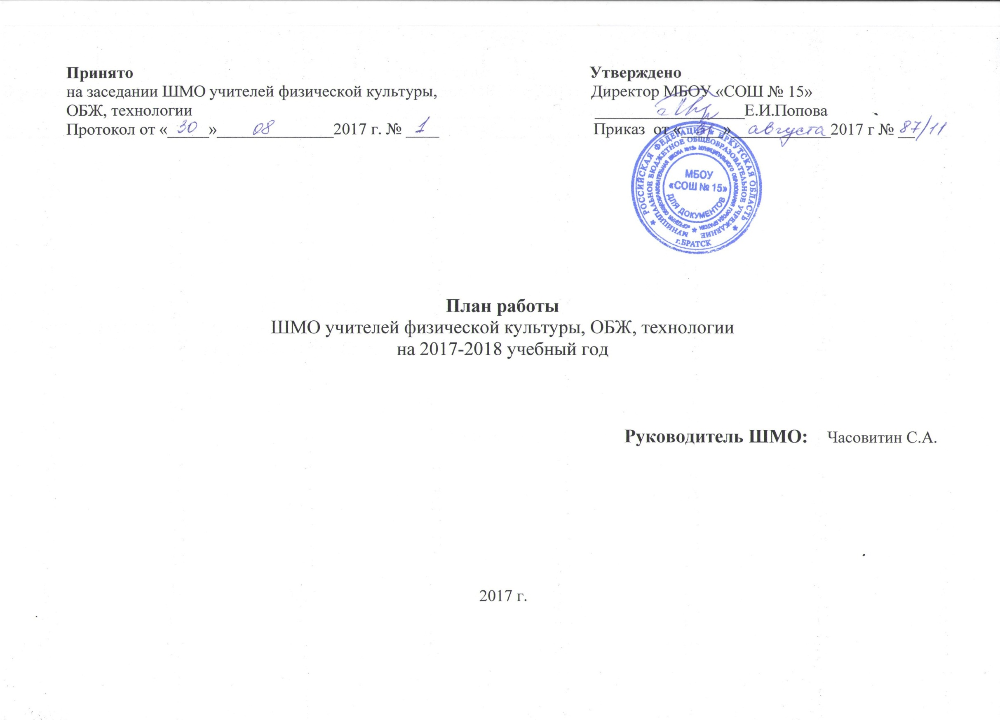 Принято
на заседании ШМО учителей физической культуры,
ОБЖ, технологии
Протокол от « 30 » 08 2017 г. № 1
Утверждено
Директор МБОУ «СОШ № 15»
Е.И.Попова
Приказ от « 31 » августа 2017 г № 87/11
* РОССИЙСКАЯ ФЕДЕРАЦИЯ * ИРКУТСКАЯ ОБЛАСТЬ *
г.БРАТСК
МУНИЦИПАЛЬНОЕ БЮДЖЕТНОЕ ОБЩЕОБРАЗОВАТЕЛЬНОЕ УЧРЕЖДЕНИЕ
«СРЕДНЯЯ ОБЩЕОБРАЗОВАТЕЛЬНАЯ ШКОЛА №15» МУНИЦИПАЛЬНОГО ОБРАЗОВАНИЯ ГОРОДА БРАТСКА *
МБОУ
«СОШ № 15»
ДЛЯ ДОКУМЕНТОВ
План работы
ШМО учителей физической культуры, ОБЖ, технологии
на 2017-2018 учебный год
Руководитель ШМО: Часовитин С.А.
2017 г.